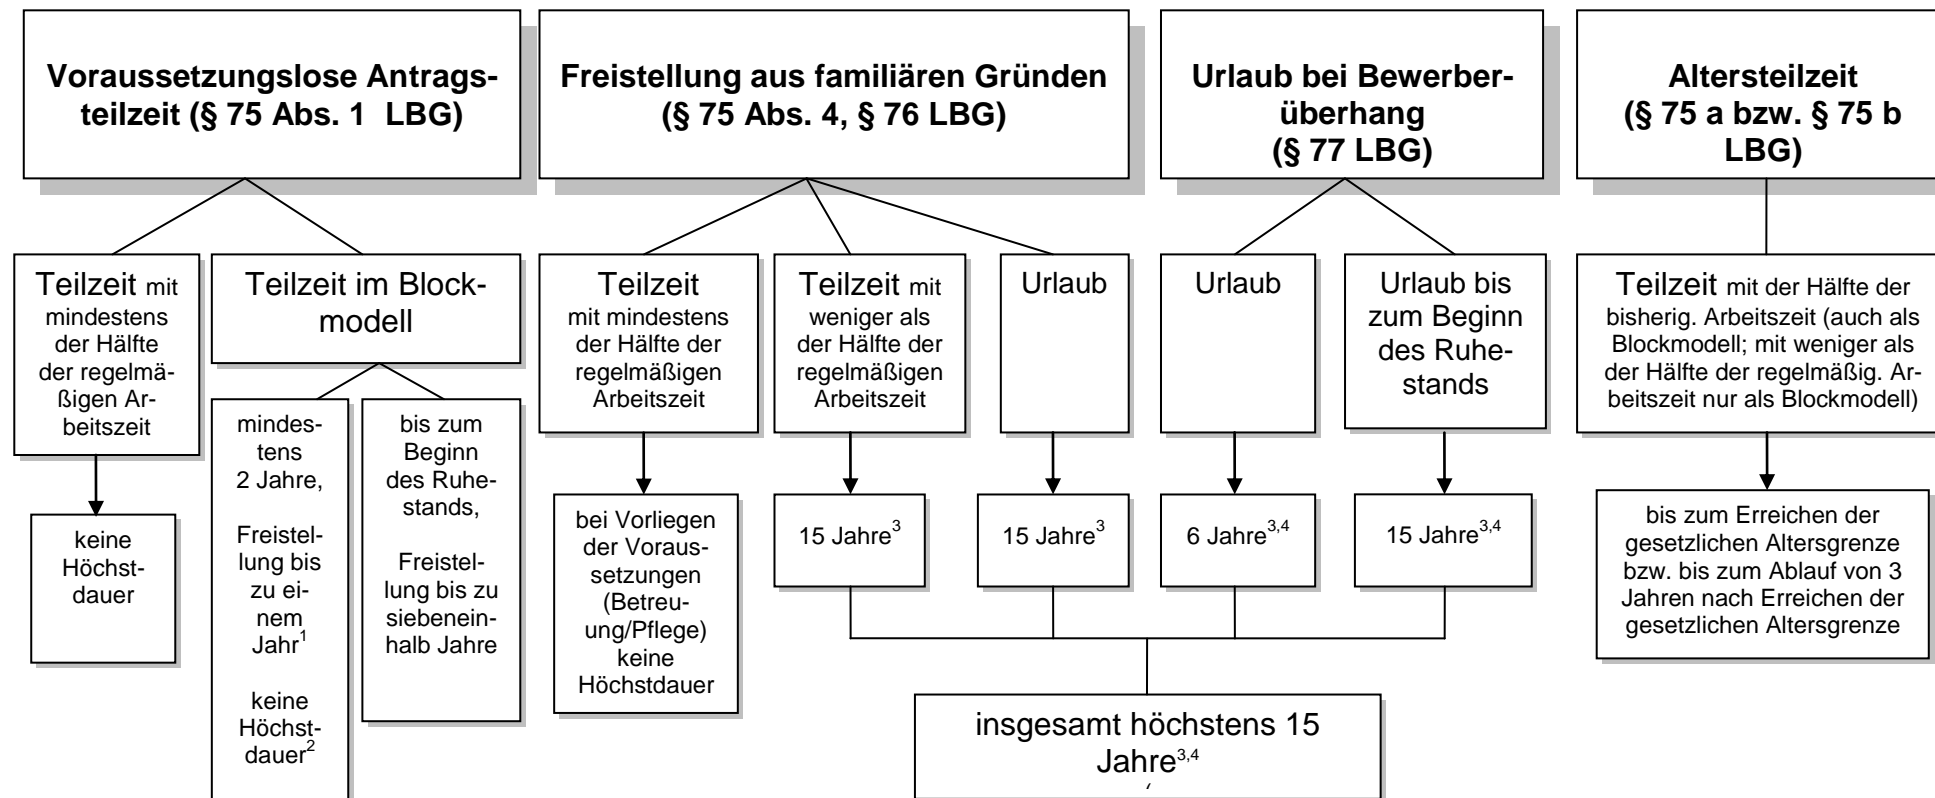 Voraussetzungslose Antrags-
teilzeit (§ 75 Abs. 1  LBG)
Freistellung aus familiären Gründen
(§ 75 Abs. 4, § 76 LBG)
Urlaub bei Bewerber-
überhang
(§ 77 LBG)
Altersteilzeit
(§ 75 a bzw. § 75 b
LBG)
Teilzeit mit
mindestens
der Hälfte
der regelmä-
ßigen Ar-
beitszeit
Teilzeit im Block-
modell
Teilzeit
mit mindestens
der Hälfte der
regelmäßigen
Arbeitszeit
Teilzeit mit
weniger als
der Hälfte der
regelmäßigen
Arbeitszeit
Urlaub
Urlaub
Urlaub bis
zum Beginn
des Ruhe-
stands
Teilzeit mit der Hälfte der
bisherig. Arbeitszeit (auch als
Blockmodell; mit weniger als
der Hälfte der regelmäßig. Ar-
beitszeit nur als Blockmodell)
keine
Höchst-
dauer
mindes-
tens
2 Jahre,
Freistel-
lung bis
zu ei-
nem
Jahr¹
keine
Höchst-
dauer²
bis zum
Beginn
des Ruhe-
stands,
Freistel-
lung bis zu
siebenein-
halb Jahre
bei Vorliegen
der Voraus-
setzungen
(Betreu-
ung/Pflege)
keine
Höchstdauer
15 Jahre³
15 Jahre³
6 Jahre³,⁴
15 Jahre³,⁴
bis zum Erreichen der
gesetzlichen Altersgrenze
bzw. bis zum Ablauf von 3
Jahren nach Erreichen der
gesetzlichen Altersgrenze
insgesamt höchstens 15
Jahre³,⁴